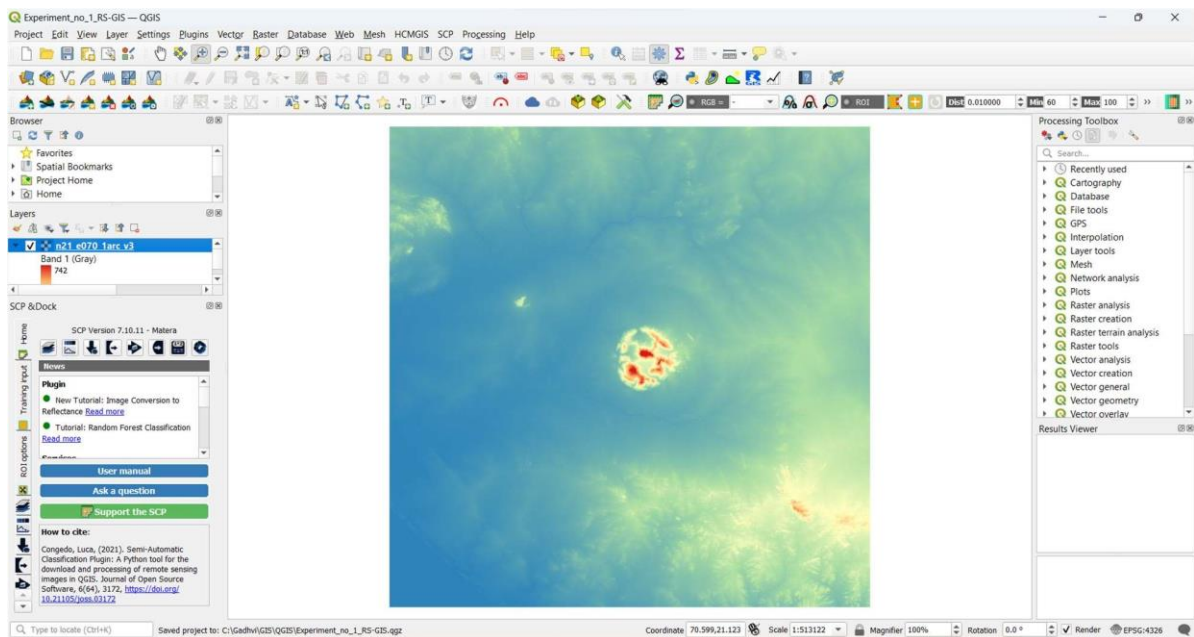 Experiment_no_1_RS-GIS — QGIS
Project Edit View Layer Settings Plugins Vector Raster Database Web Mesh HCMGIS SCP Processing Help
RGB = -
ROI
Dist 0.010000
Min 60
Max 100
Browser
Favorites
Spatial Bookmarks
Project Home
Home
Layers
n21_e070_1arc_v3
Band 1 (Gray)
742
SCP &Dock
Home
Training input
ROI options
SCP Version 7.10.11 - Matera
News
Plugin
New Tutorial: Image Conversion to
Reflectance Read more
Tutorial: Random Forest Classification
Read more
User manual
Ask a question
Support the SCP
How to cite:
Congedo, Luca, (2021). Semi-Automatic
Classification Plugin: A Python tool for the
download and processing of remote sensing
images in QGIS. Journal of Open Source
Software, 6(64), 3172, https://doi.org/
10.21105/joss.03172
Processing Toolbox
Search...
Recently used
Cartography
Database
File tools
GPS
Interpolation
Layer tools
Mesh
Network analysis
Plots
Raster analysis
Raster creation
Raster terrain analysis
Raster tools
Vector analysis
Vector creation
Vector general
Vector geometry
Vector overlay
Results Viewer
Type to locate (Ctrl+K)
Saved project to: C:\Gadhvi\GIS\QGIS\Experiment_no_1_RS-GIS.qgz
Coordinate 70.599,21.123
Scale 1:513122
Magnifier 100%
Rotation 0.0 °
Render
EPSG:4326